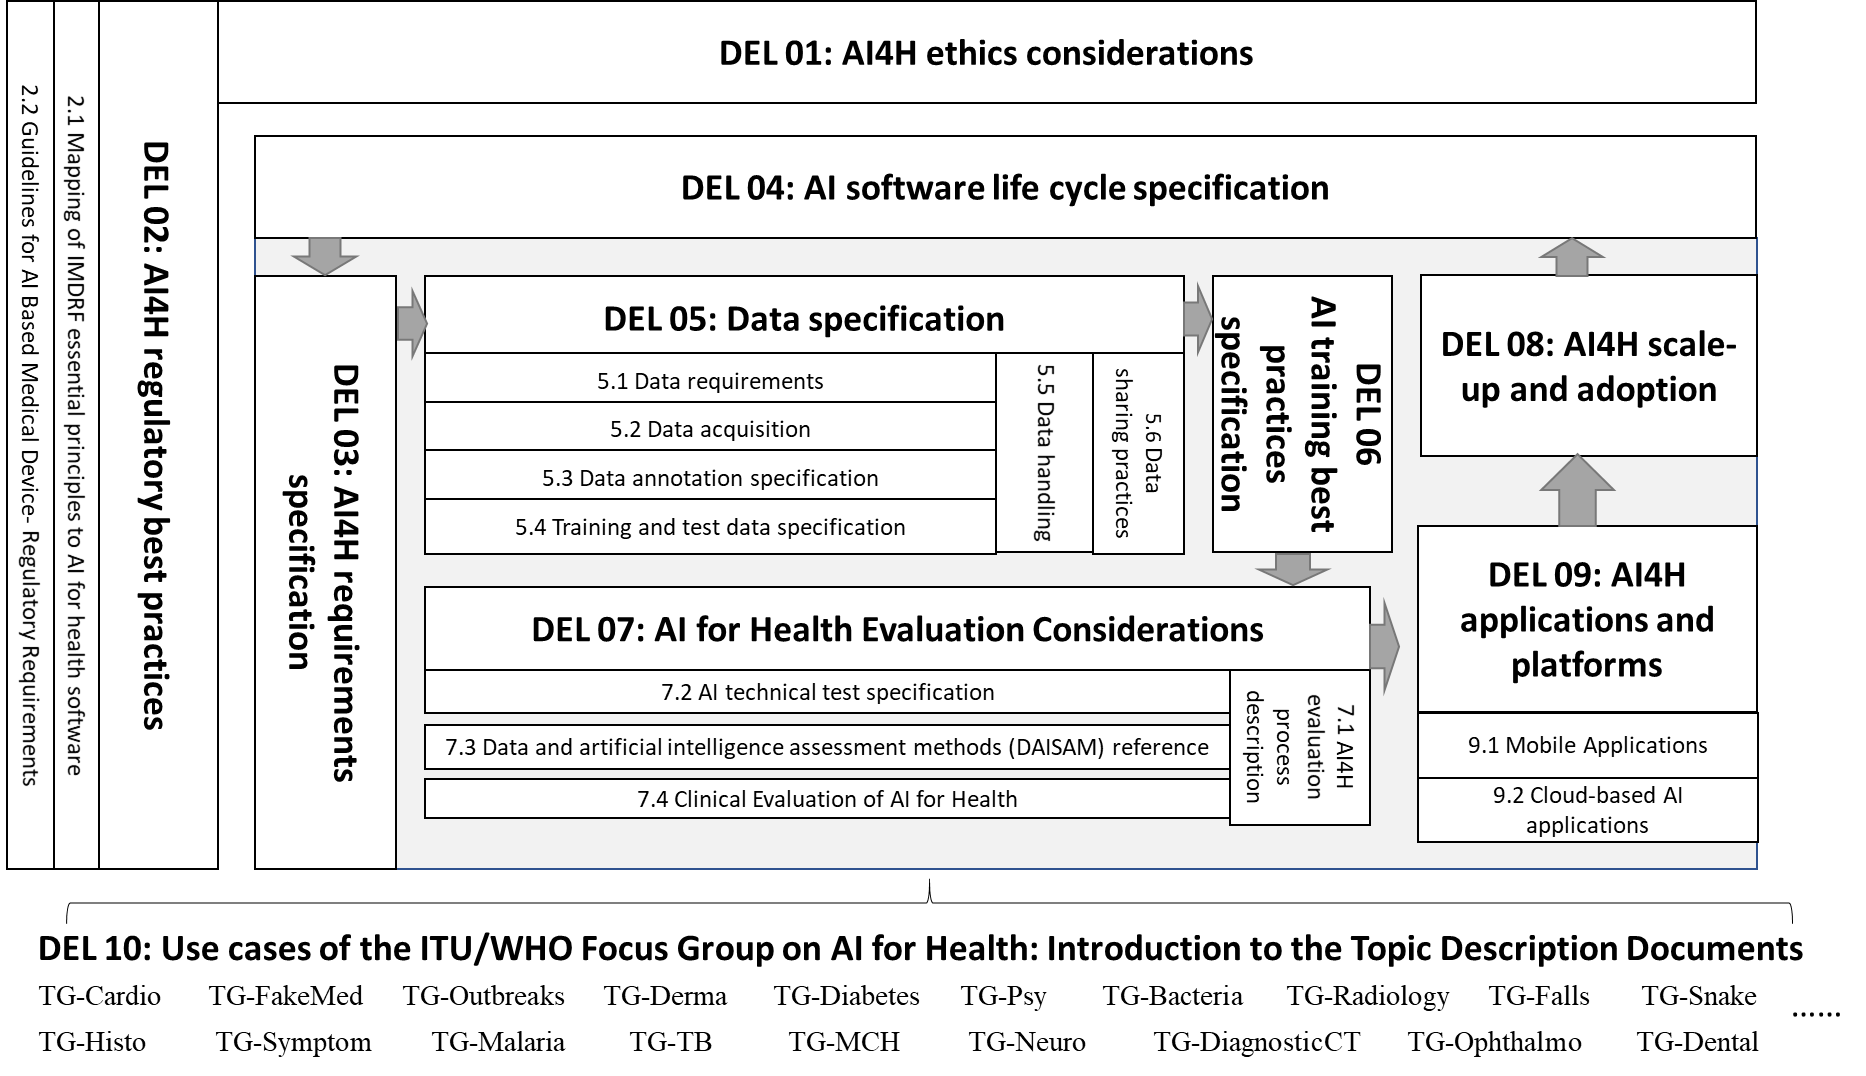 DEL 01: AI4H ethics considerations
2.2 Guidelines for AI Based Medical Device- Regulatory Requirements
2.1 Mapping of IMDRF essential principles to AI for health software
DEL 02: AI4H regulatory best practices
DEL 04: AI software life cycle specification
DEL 03: AI4H requirements
specification
DEL 05: Data specification
5.1 Data requirements
5.2 Data acquisition
5.3 Data annotation specification
5.4 Training and test data specification
5.5 Data handling
5.6 Data
sharing practices
DEL 06
AI training best
practices
specification
DEL 07: AI for Health Evaluation Considerations
7.2 AI technical test specification
7.3 Data and artificial intelligence assessment methods (DAISAM) reference
7.4 Clinical Evaluation of AI for Health
7.1 AI4H
evaluation
process
description
DEL 08: AI4H scale-
up and adoption
DEL 09: AI4H
applications and
platforms
9.1 Mobile Applications
9.2 Cloud-based AI
applications
DEL 10: Use cases of the ITU/WHO Focus Group on AI for Health: Introduction to the Topic Description Documents
TG-Cardio TG-FakeMed TG-Outbreaks TG-Derma TG-Diabetes TG-Psy TG-Bacteria TG-Radiology TG-Falls TG-Snake
......
TG-Histo TG-Symptom TG-Malaria TG-TB TG-MCH TG-Neuro TG-DiagnosticCT TG-Ophthalmo TG-Dental